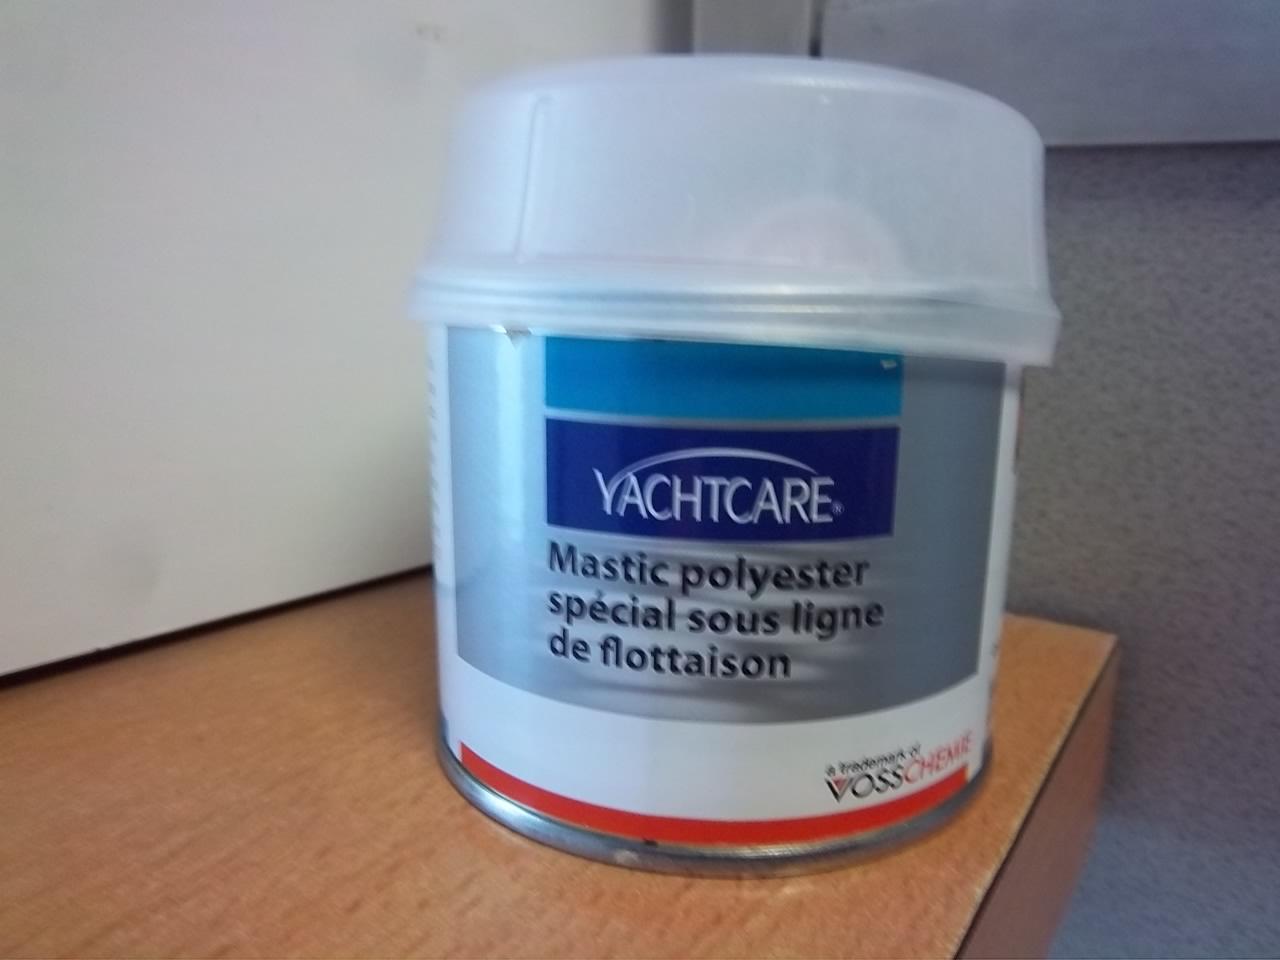 YACHTCARE®
Mastic polyester
spécial sous ligne
de flottaison
a trademark of
VOSSCHEMIE